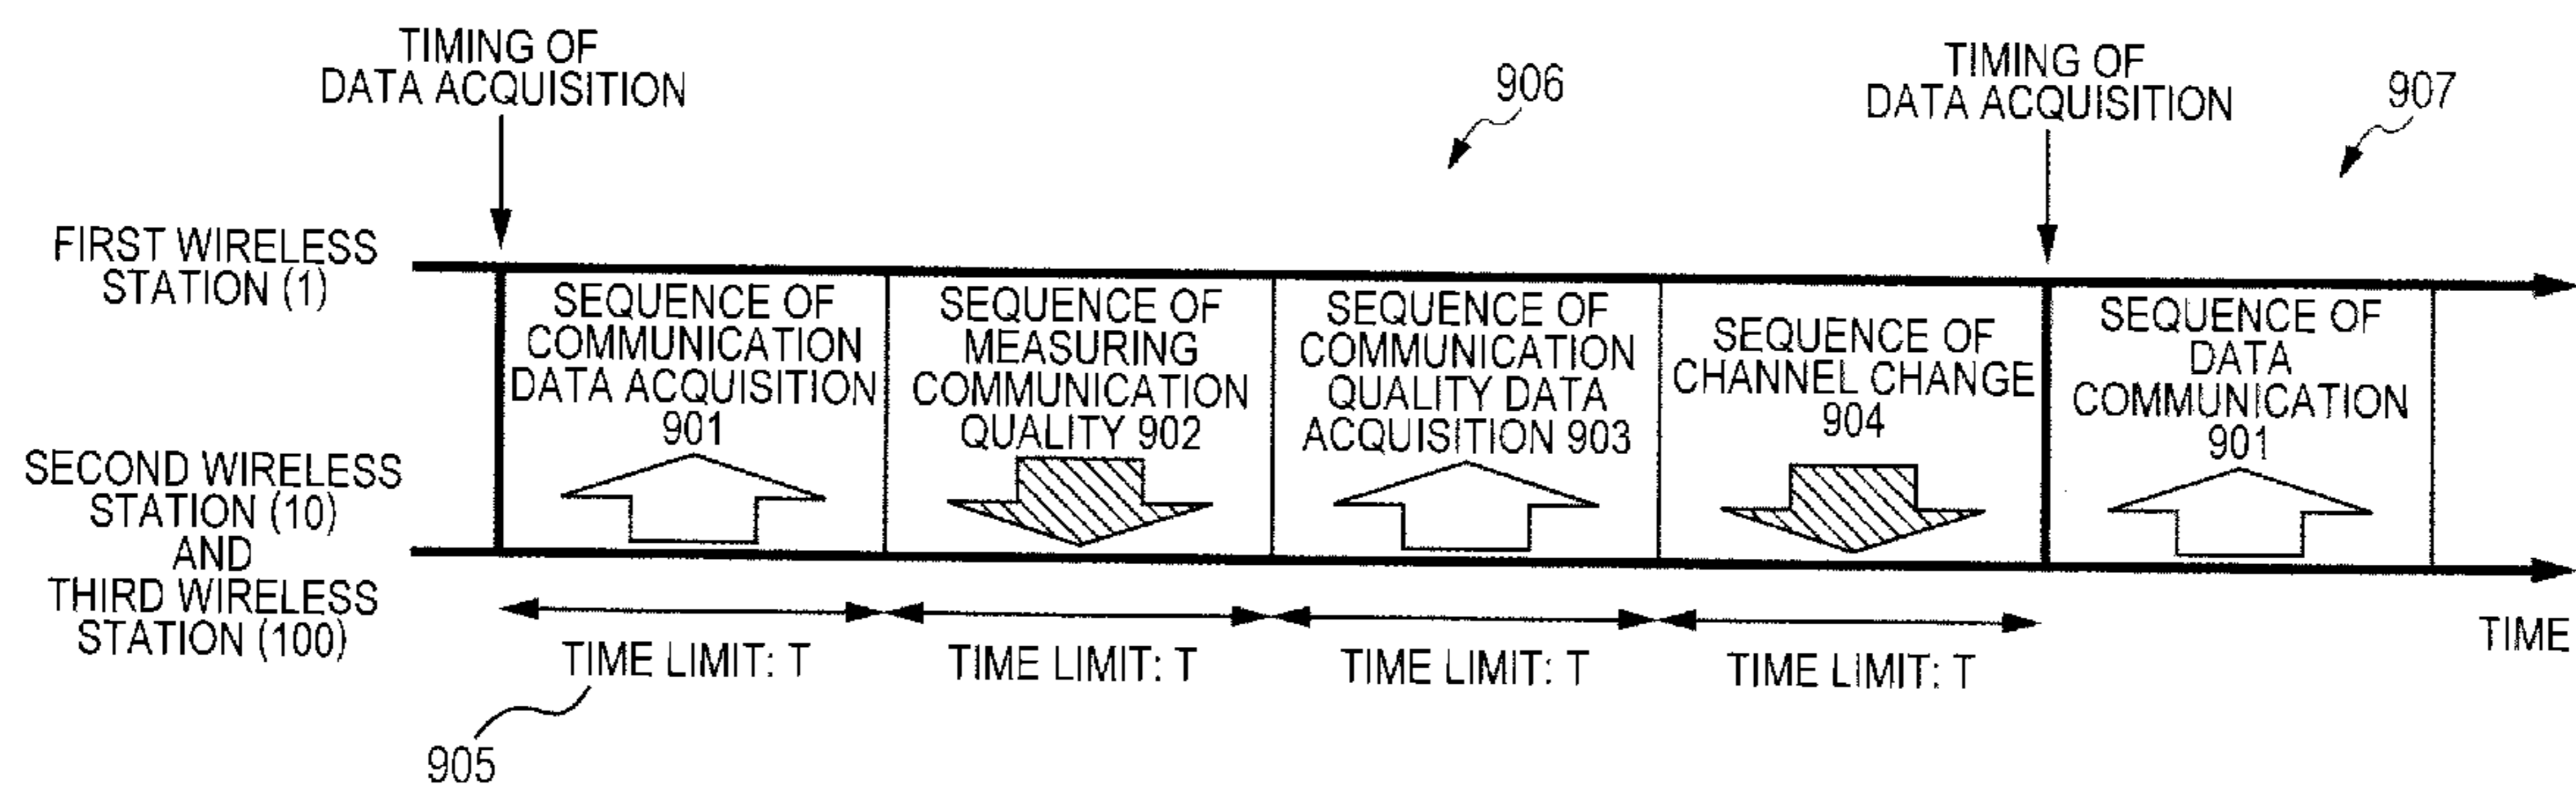 TIMING OF
DATA ACQUISITION
906
TIMING OF
DATA ACQUISITION
907
FIRST WIRELESS
STATION (1)
SEQUENCE OF
COMMUNICATION
DATA ACQUISITION
901
SEQUENCE OF
MEASURING
COMMUNICATION
QUALITY 902
SEQUENCE OF
COMMUNICATION
QUALITY DATA
ACQUISITION 903
SEQUENCE OF
CHANNEL CHANGE
904
SEQUENCE OF
DATA
COMMUNICATION
901
SECOND WIRELESS
STATION (10)
AND
THIRD WIRELESS
STATION (100)
TIME LIMIT: T
TIME LIMIT: T
TIME LIMIT: T
TIME LIMIT: T
TIME
905